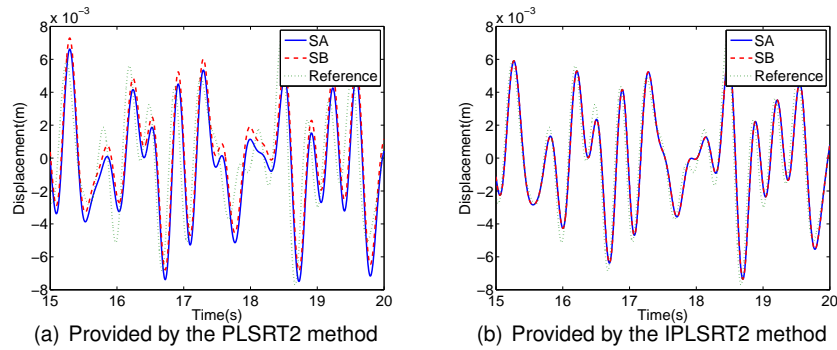 x 10⁻³
8
6
4
2
0
−2
−4
−6
−8
Displacement(m)
15 16 17 18 19 20
Time(s)
SA
SB
Reference
(a) Provided by the PLSRT2 method
x 10⁻³
8
6
4
2
0
−2
−4
−6
−8
Displacement(m)
15 16 17 18 19 20
Time(s)
SA
SB
Reference
(b) Provided by the IPLSRT2 method